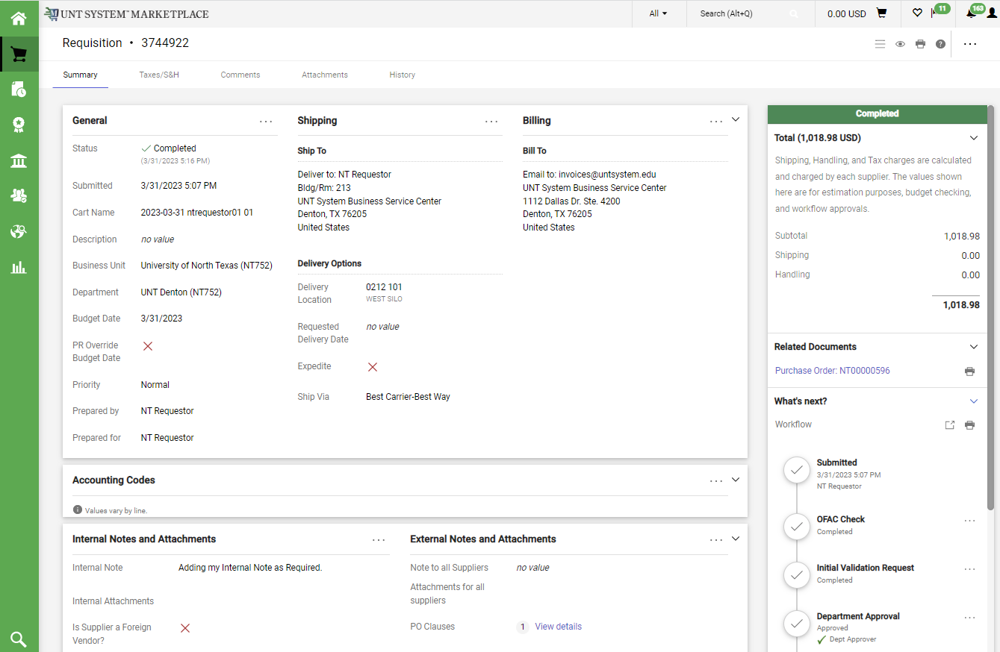 UNT SYSTEM™ MARKETPLACE
All
Search (Alt+Q)
0.00 USD
11
163
Requisition • 3744922
Summary
Taxes/S&H
Comments
Attachments
History
General
Status
Completed
(3/31/2023 5:16 PM)
Submitted
3/31/2023 5:07 PM
Cart Name
2023-03-31 ntrequestor01 01
Description
no value
Business Unit
University of North Texas (NT752)
Department
UNT Denton (NT752)
Budget Date
3/31/2023
PR Override
Budget Date
Priority
Normal
Prepared by
NT Requestor
Prepared for
NT Requestor
Shipping
Ship To
Deliver to: NT Requestor
Bldg/Rm: 213
UNT System Business Service Center
Denton, TX 76205
United States
Delivery Options
Delivery
Location
0212 101
WEST SILO
Requested
Delivery Date
no value
Expedite
Ship Via
Best Carrier-Best Way
Billing
Bill To
Email to: invoices@untsystem.edu
UNT System Business Service Center
1112 Dallas Dr. Ste. 4200
Denton, TX 76205
United States
Accounting Codes
Values vary by line.
Internal Notes and Attachments
Internal Note
Adding my Internal Note as Required.
Internal Attachments
Is Supplier a Foreign
Vendor?
External Notes and Attachments
Note to all Suppliers
no value
Attachments for all
suppliers
PO Clauses
1 View details
Completed
Total (1,018.98 USD)
Shipping, Handling, and Tax charges are calculated
and charged by each supplier. The values shown
here are for estimation purposes, budget checking,
and workflow approvals.
Subtotal
1,018.98
Shipping
0.00
Handling
0.00
1,018.98
Related Documents
Purchase Order: NT00000596
What's next?
Workflow
Submitted
3/31/2023 5:07 PM
NT Requestor
OFAC Check
Completed
Initial Validation Request
Completed
Department Approval
Approved
Dept Approver